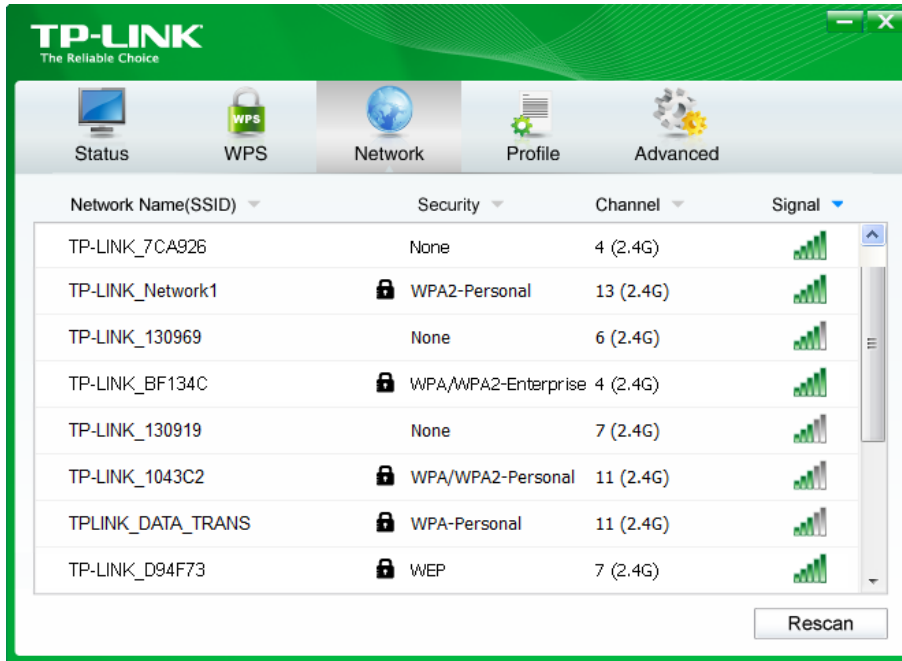 TP-LINK
The Reliable Choice
WPS
Status WPS Network Profile Advanced
Network Name(SSID) Security Channel Signal
TP-LINK_7CA926 None 4 (2.4G)
TP-LINK_Network1 WPA2-Personal 13 (2.4G)
TP-LINK_130969 None 6 (2.4G)
TP-LINK_BF134C WPA/WPA2-Enterprise 4 (2.4G)
TP-LINK_130919 None 7 (2.4G)
TP-LINK_1043C2 WPA/WPA2-Personal 11 (2.4G)
TPLINK_DATA_TRANS WPA-Personal 11 (2.4G)
TP-LINK_D94F73 WEP 7 (2.4G)
Rescan